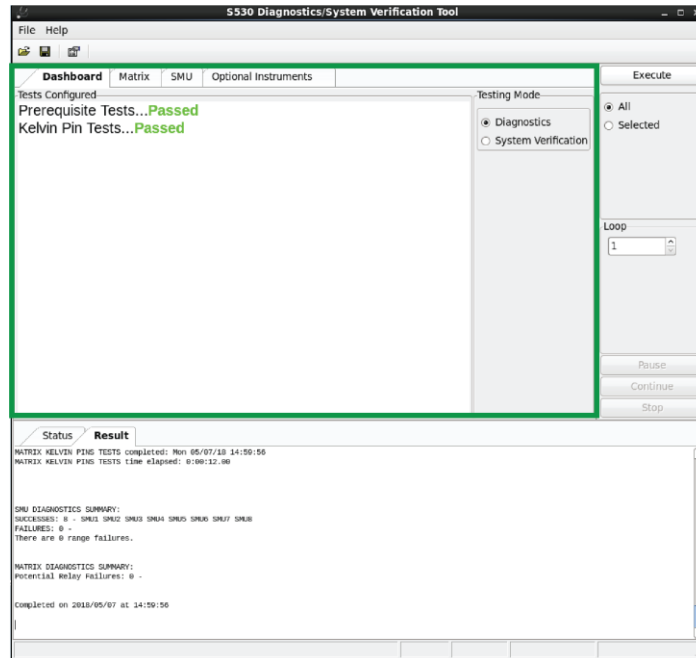 S530 Diagnostics/System Verification Tool
File Help
Dashboard Matrix SMU Optional Instruments
Execute
Tests Configured
Testing Mode
Prerequisite Tests...Passed
Kelvin Pin Tests...Passed
Diagnostics
System Verification
All
Selected
Loop
1
Pause
Continue
Stop
Status Result
MATRIX KELVIN PINS TESTS completed: Mon 05/07/18 14:59:56
MATRIX KELVIN PINS TESTS time elapsed: 0:00:12.00
SMU DIAGNOSTICS SUMMARY:
SUCCESSES: 8 - SMU1 SMU2 SMU3 SMU4 SMU5 SMU6 SMU7 SMU8
FAILURES: 0 -
There are 0 range failures.
MATRIX DIAGNOSTICS SUMMARY:
Potential Relay Failures: 0 -
Completed on 2018/05/07 at 14:59:56